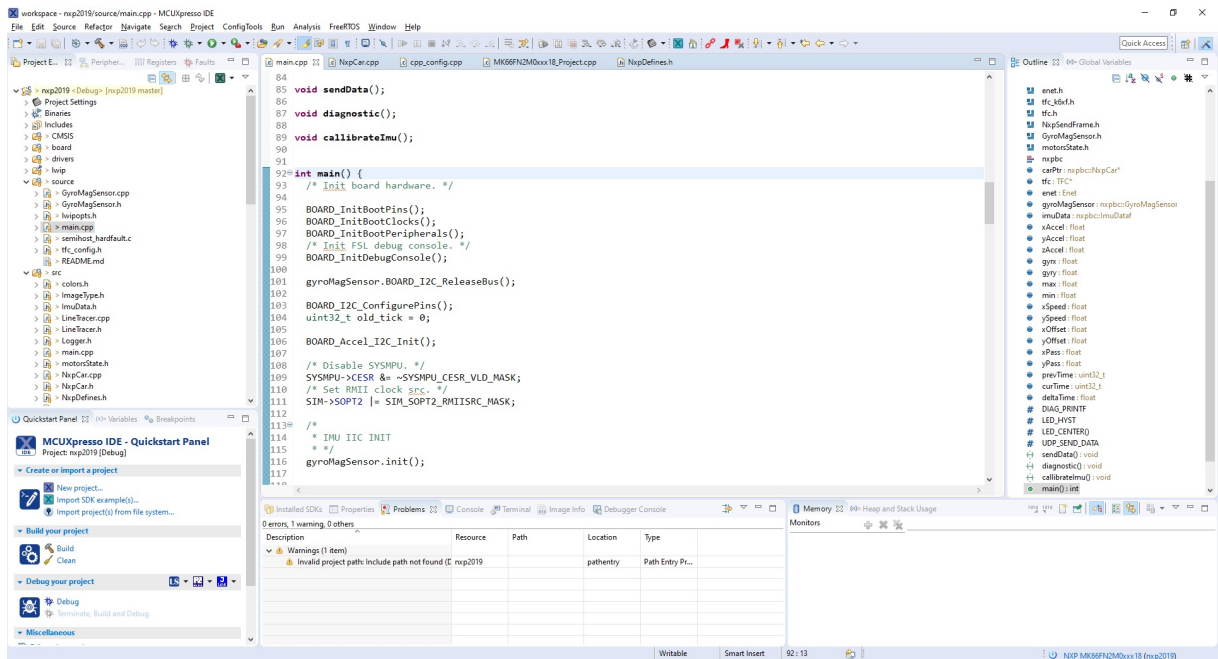 workspace - nxp2019/source/main.cpp - MCUXpresso IDE
File Edit Source Refactor Navigate Search Project ConfigTools Run Analysis FreeRTOS Window Help
Quick Access
Project E... Peripher... Registers Faults
> nxp2019 <Debug> [nxp2019 master]
Project Settings
Binaries
Includes
> CMSIS
> board
> drivers
> lwip
> source
> GyroMagSensor.cpp
> GyroMagSensor.h
> lwipopts.h
> main.cpp
> semihost_hardfault.c
> tfc_config.h
> README.md
> src
> colors.h
> ImageType.h
> ImuData.h
> LineTracer.cpp
> LineTracer.h
> Logger.h
> main.cpp
> motorsState.h
> NxpCar.cpp
> NxpCar.h
> NxpDefines.h
main.cpp NxpCar.cpp cpp_config.cpp MK66FN2M0xxx18_Project.cpp NxpDefines.h
84
85 void sendData();
86
87 void diagnostic();
88
89 void callibrateImu();
90
91
92 int main() {
93 /* Init board hardware. */
94
95 BOARD_InitBootPins();
96 BOARD_InitBootClocks();
97 BOARD_InitBootPeripherals();
98 /* Init FSL debug console. */
99 BOARD_InitDebugConsole();
100
101 gyroMagSensor.BOARD_I2C_ReleaseBus();
102
103 BOARD_I2C_ConfigurePins();
104 uint32_t old_tick = 0;
105
106 BOARD_Accel_I2C_Init();
107
108 /* Disable SYSMPU. */
109 SYSMPU->CESR &= ~SYSMPU_CESR_VLD_MASK;
110 /* Set RMII clock src. */
111 SIM->SOPT2 |= SIM_SOPT2_RMIISRC_MASK;
112
113 /*
114 * IMU IIC INIT
115 * */
116 gyroMagSensor.init();
117
Outline Global Variables
enet.h
tfc_k6xf.h
tfc.h
NxpSendFrame.h
GyroMagSensor.h
motorsState.h
nxpbc
carPtr : nxpbc::NxpCar*
tfc : TFC*
enet : Enet
gyroMagSensor : nxpbc::GyroMagSensor
imuData : nxpbc::ImuDataf
xAccel : float
yAccel : float
zAccel : float
gyrx : float
gyry : float
max : float
min : float
xSpeed : float
ySpeed : float
xOffset : float
yOffset : float
xPass : float
yPass : float
prevTime : uint32_t
curTime : uint32_t
deltaTime : float
DIAG_PRINTF
LED_HYST
LED_CENTER()
UDP_SEND_DATA
sendData() : void
diagnostic() : void
callibrateImu() : void
main() : int
Quickstart Panel Variables Breakpoints
MCUXpresso IDE - Quickstart Panel
IDE Project: nxp2019 [Debug]
Create or import a project
New project...
Import SDK example(s)...
Import project(s) from file system...
Build your project
Build
Clean
Debug your project
Debug
Terminate, Build and Debug
Miscellaneous
Installed SDKs Properties Problems Console Terminal Image Info Debugger Console
0 errors, 1 warning, 0 others
Description Resource Path Location Type
Warnings (1 item)
Invalid project path: Include path not found (D nxp2019 pathentry Path Entry Pr...
Memory Heap and Stack Usage
Monitors
Writable Smart Insert 92 : 13 NXP MK66FN2M0xxx18 (nxp2019)